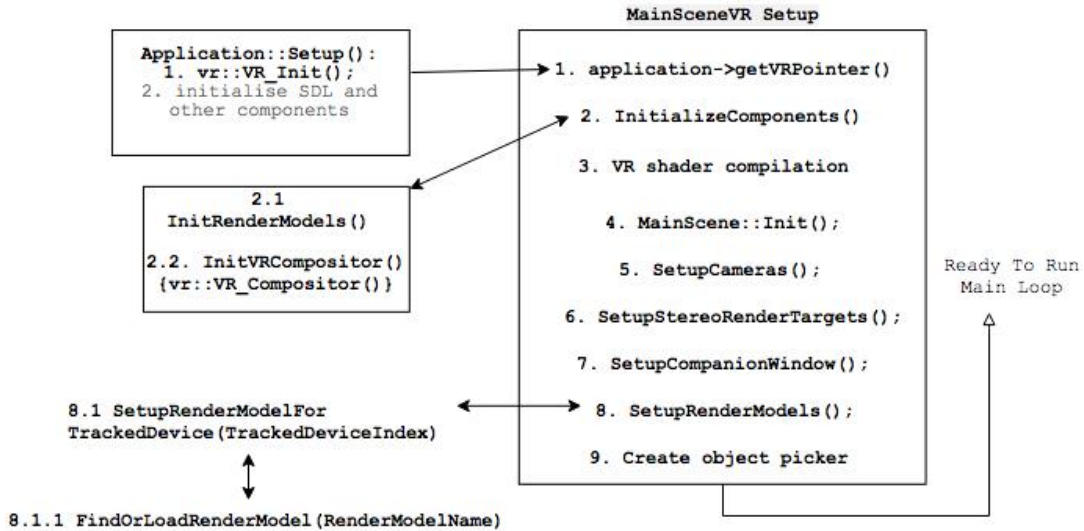 MainSceneVR Setup
Application::Setup():
1. vr::VR_Init();
2. initialise SDL and
other components
1. application->getVRPointer()
2. InitializeComponents()
3. VR shader compilation
4. MainScene::Init();
5. SetupCameras();
6. SetupStereoRenderTargets();
7. SetupCompanionWindow();
8. SetupRenderModels();
9. Create object picker
2.1
InitRenderModels()
2.2. InitVRCompositor()
{vr::VR_Compositor()}
Ready To Run
Main Loop
8.1 SetupRenderModelFor
TrackedDevice(TrackedDeviceIndex)
8.1.1 FindOrLoadRenderModel(RenderModelName)